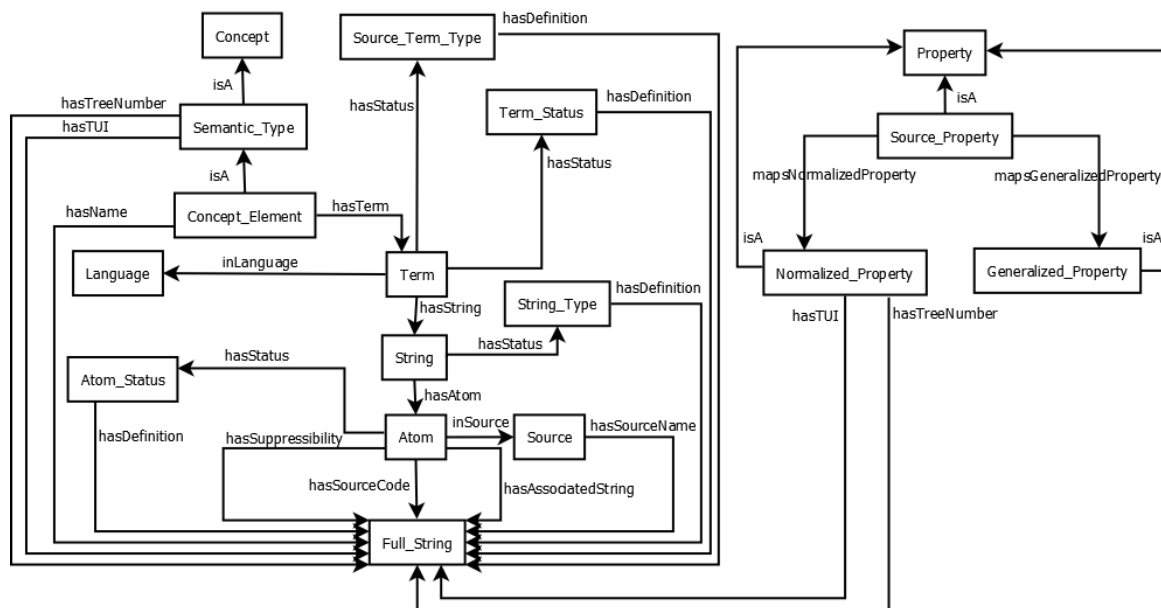 hasDefinition
Concept
Source_Term_Type
Property
isA
hasTreeNumber
hasStatus
hasDefinition
isA
hasTUI
Semantic_Type
Term_Status
Source_Property
hasStatus
isA
mapsNormalizedProperty
mapsGeneralizedProperty
hasName
Concept_Element
hasTerm
isA
isA
Language
inLanguage
Term
Normalized_Property
Generalized_Property
hasString
String_Type
hasDefinition
hasTUI
hasTreeNumber
hasStatus
String
hasStatus
Atom_Status
hasAtom
hasDefinition
hasSuppressibility
Atom
inSource
Source
hasSourceName
hasSourceCode
hasAssociatedString
Full_String